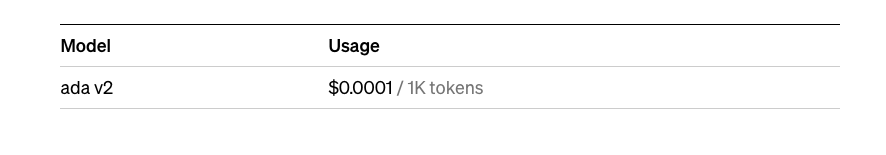 Model Usage
ada v2 $0.0001 / 1K tokens